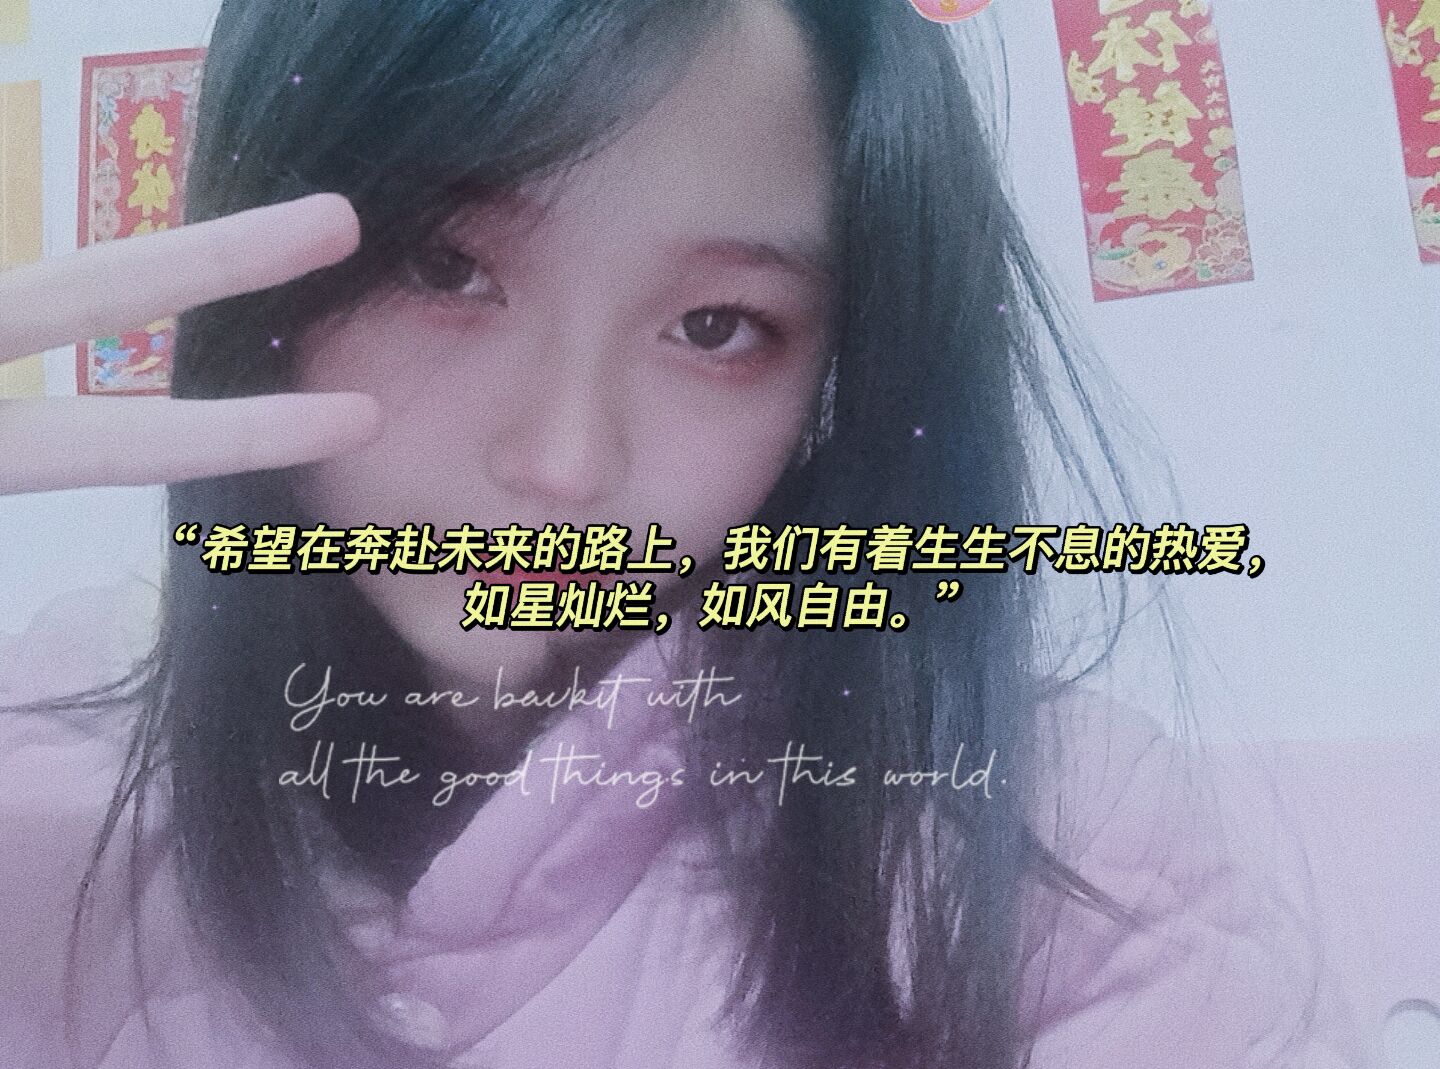 “希望在奔赴未来的路上，我们有着生生不息的热爱，
如星灿烂，如风自由。”
You are backit with
all the good things in this world.